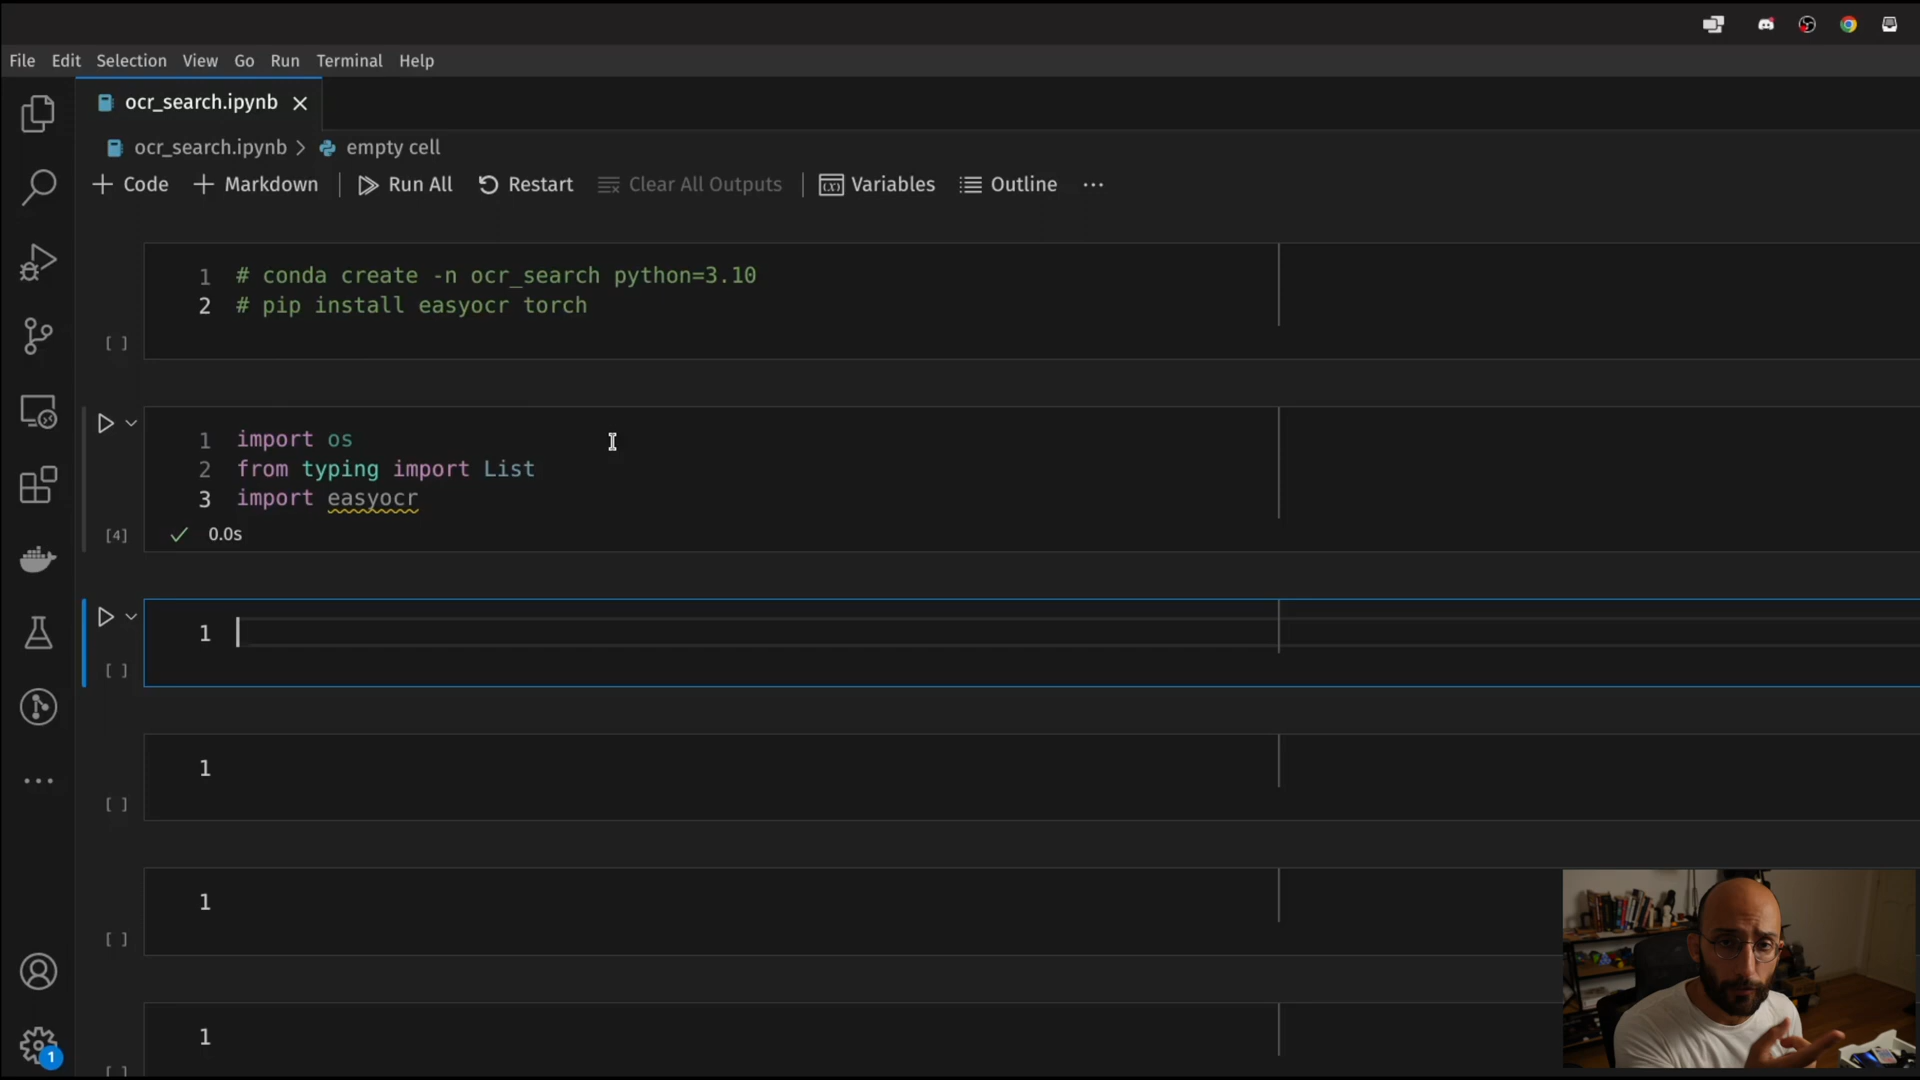 File Edit Selection View Go Run Terminal Help
ocr_search.ipynb
ocr_search.ipynb > empty cell
+ Code + Markdown Run All Restart Clear All Outputs (x) Variables Outline ...
1 # conda create -n ocr_search python=3.10
2 # pip install easyocr torch
[ ]
1 import os
2 from typing import List
3 import easyocr
[4] 0.0s
1
[ ]
1
[ ]
1
[ ]
1
[ ]
1